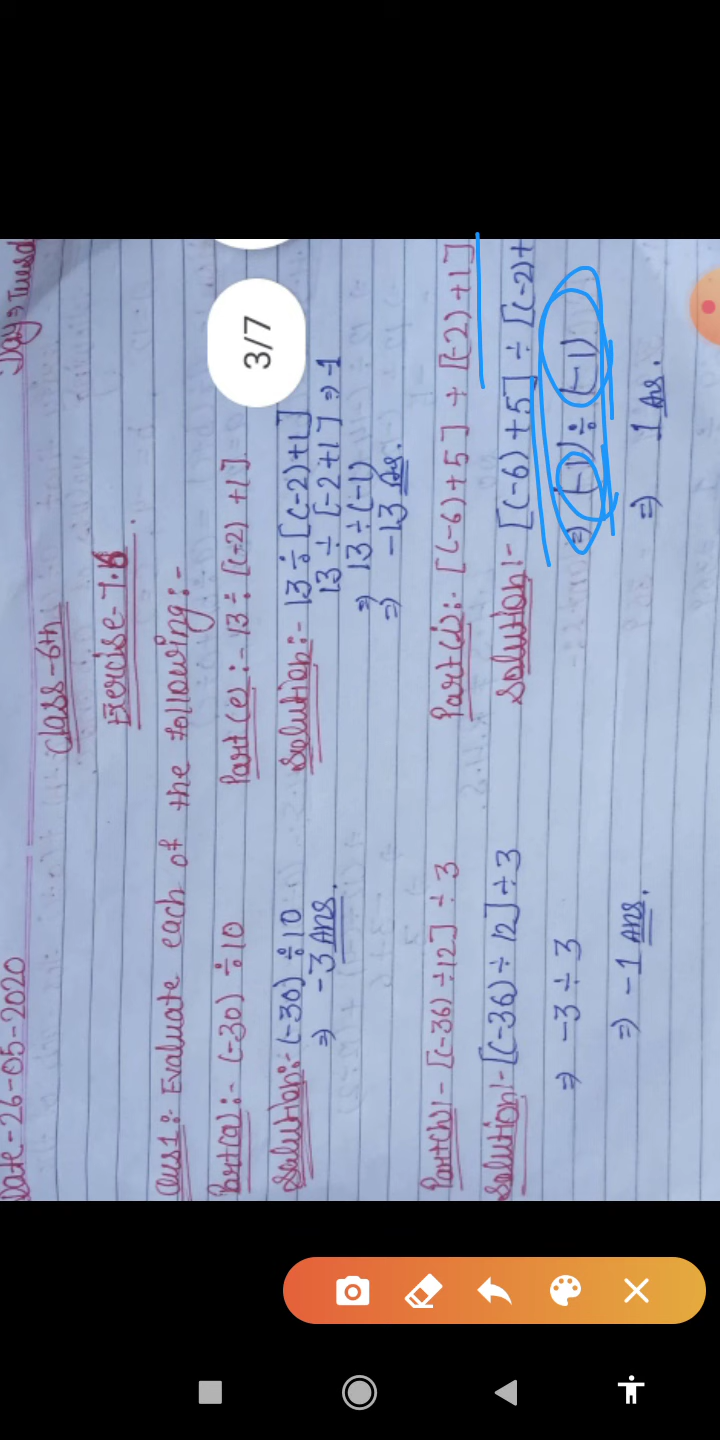 Date-26-05-2020
Day⇒Tuesd
Class-6th
Exercise-7.6
Qus1:- Evaluate each of the following:-
Part(a):- (-30) ÷ 10
Solution:- (-30) ÷ 10
⇒ -3 Ans.
Part(e):- 13 ÷ [(-2) +1]
Solution:- 13 ÷ [(-2)+1]
13 ÷ [-2+1] ⇒ -1
⇒ 13 ÷ (-1)
⇒ -13 Ans.
Part(h)- [(-36) ÷12] ÷ 3
Solution:- [(-36) ÷ 12] ÷ 3
⇒ -3 ÷ 3
⇒ -1 Ans.
Part(i):- [(-6)+5] ÷ [(-2)+1]
Solution:- [(-6)+5] ÷ [(-2)+
⇒ (-1) ÷ (-1)
⇒ 1 Ans.
3/7